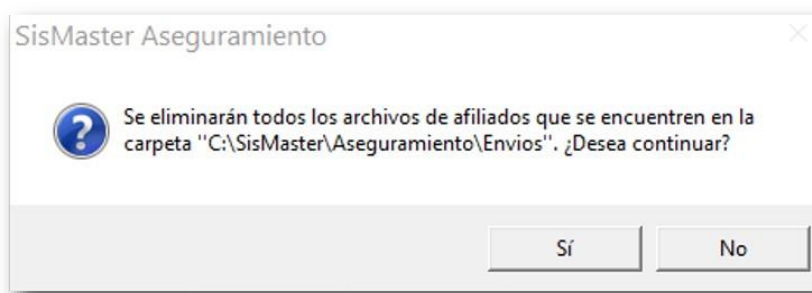 SisMaster Aseguramiento
Se eliminarán todos los archivos de afiliados que se encuentren en la
carpeta "C:\SisMaster\Aseguramiento\Envios". ¿Desea continuar?
Sí No